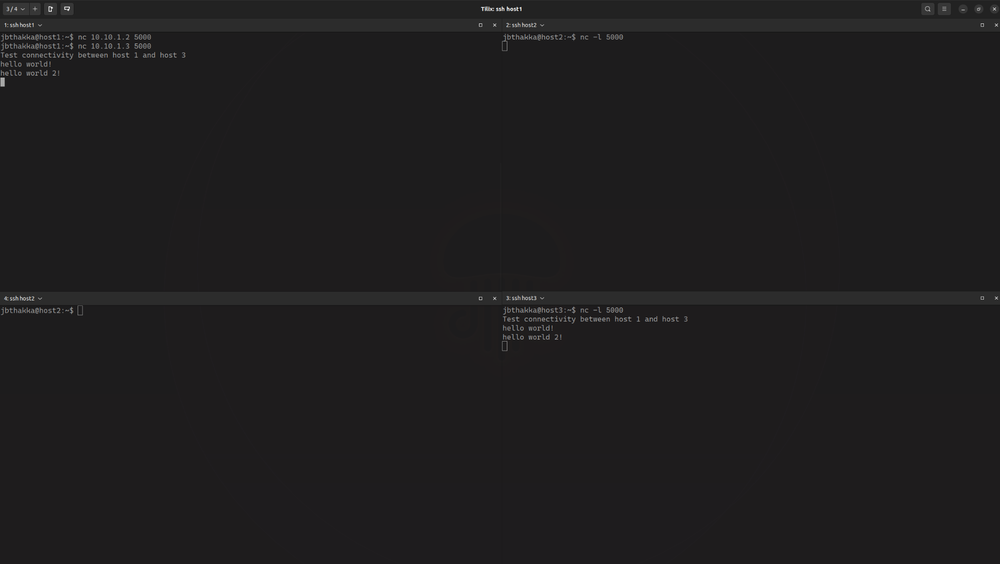 3 / 4
Tilix: ssh host1
1: ssh host1
jbthakka@host1:~$ nc 10.10.1.2 5000
jbthakka@host1:~$ nc 10.10.1.3 5000
Test connectivity between host 1 and host 3
hello world!
hello world 2!
2: ssh host2
jbthakka@host2:~$ nc -l 5000
4: ssh host2
jbthakka@host2:~$
3: ssh host3
jbthakka@host3:~$ nc -l 5000
Test connectivity between host 1 and host 3
hello world!
hello world 2!